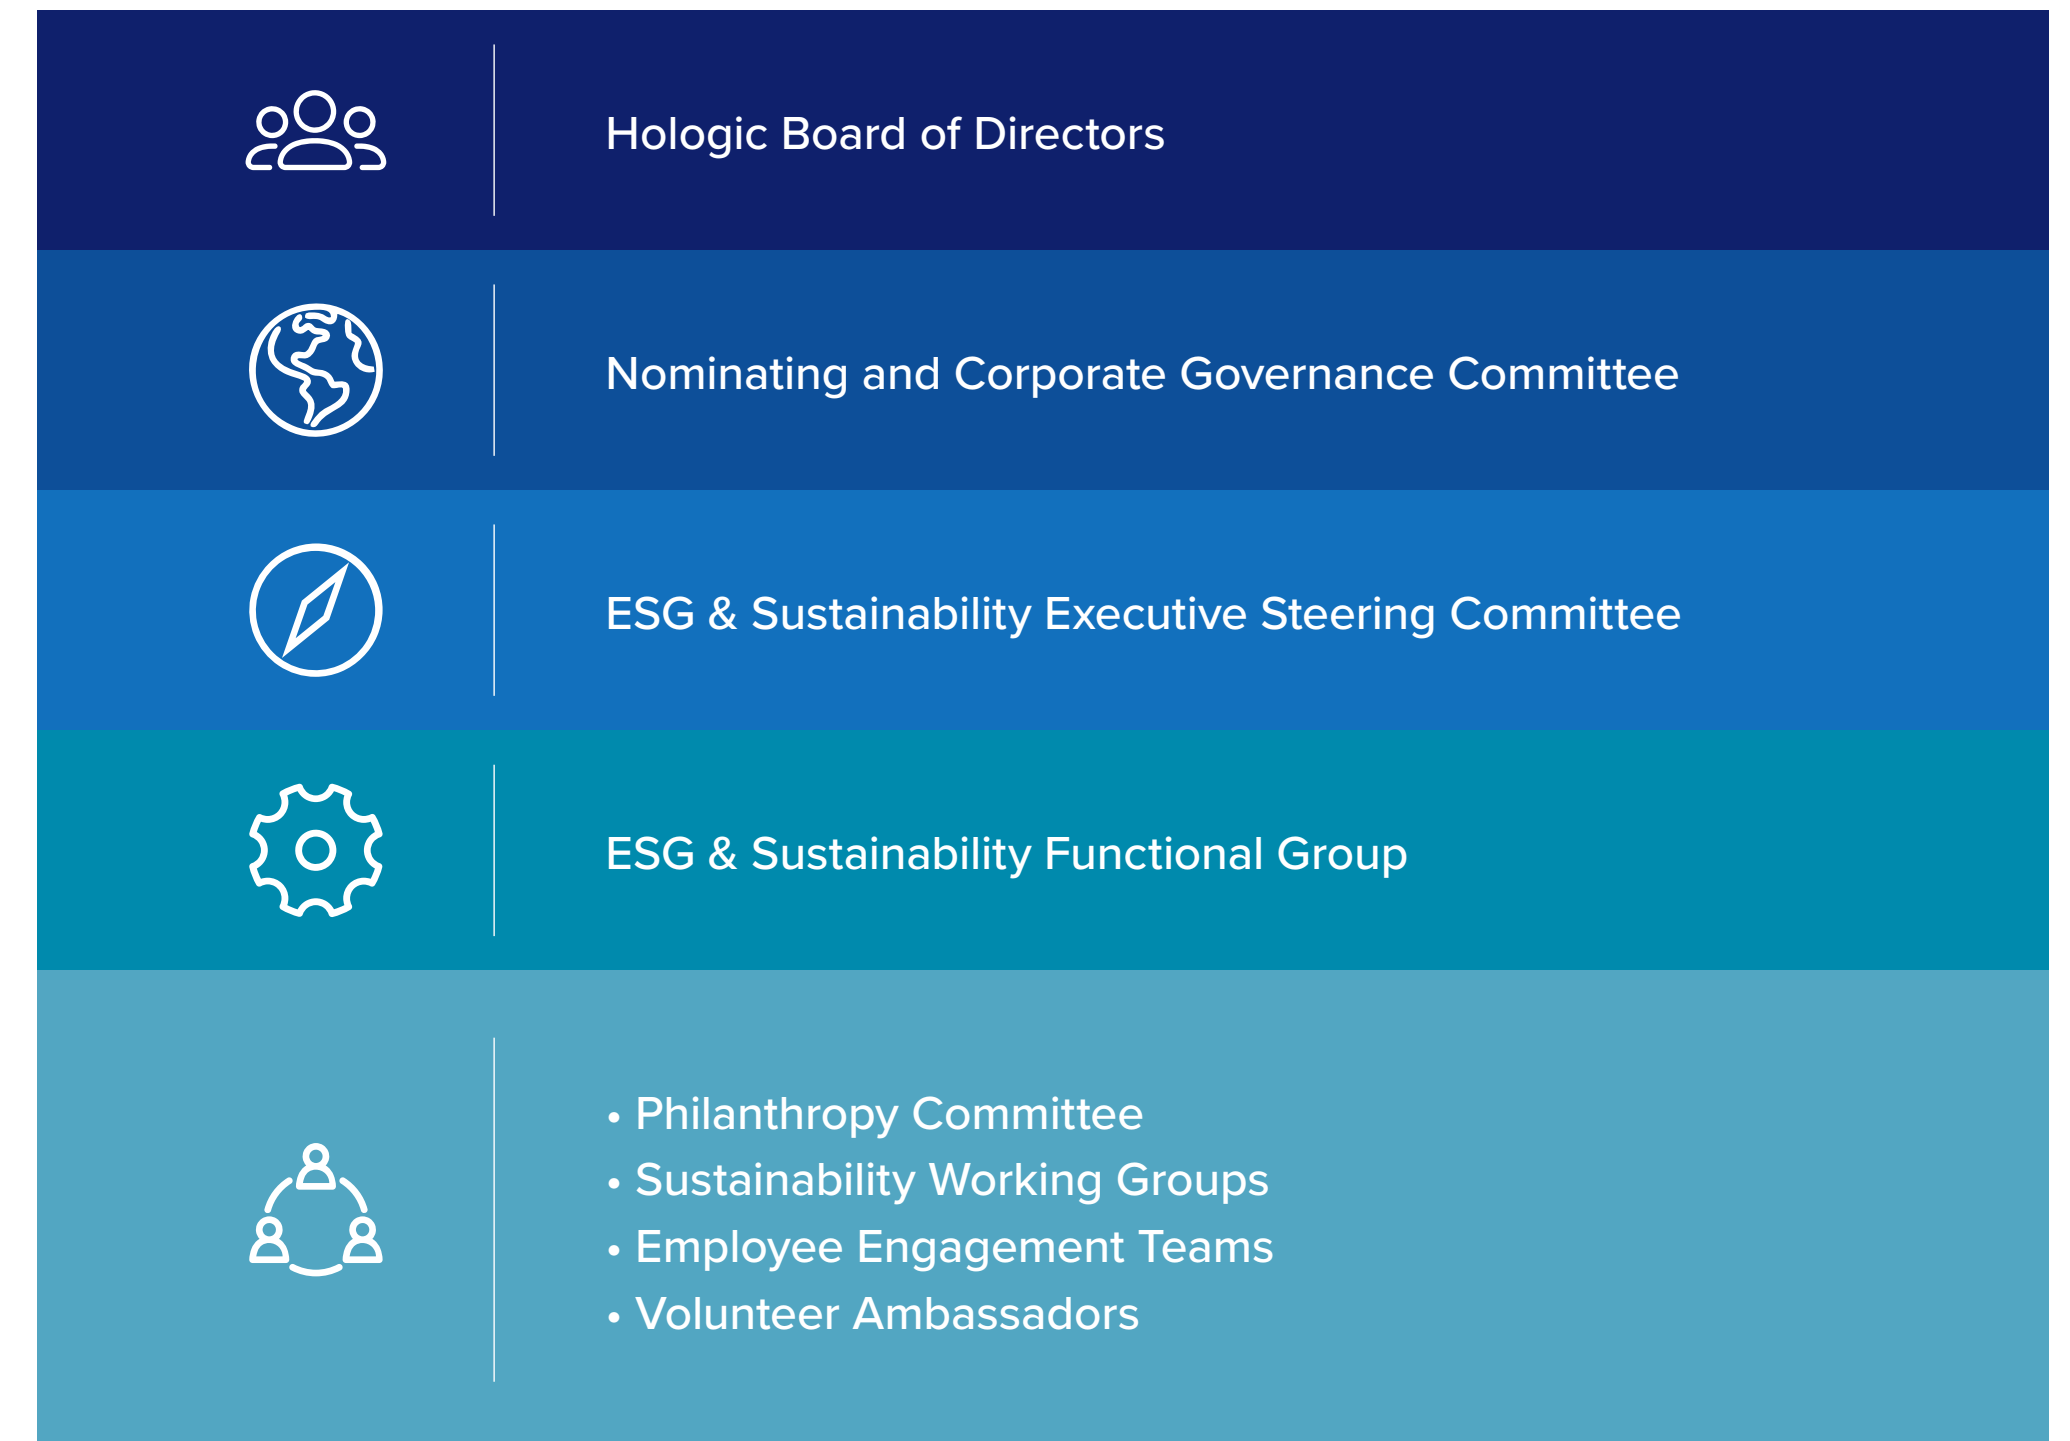 Hologic Board of Directors
Nominating and Corporate Governance Committee
ESG & Sustainability Executive Steering Committee
ESG & Sustainability Functional Group
• Philanthropy Committee
• Sustainability Working Groups
• Employee Engagement Teams
• Volunteer Ambassadors